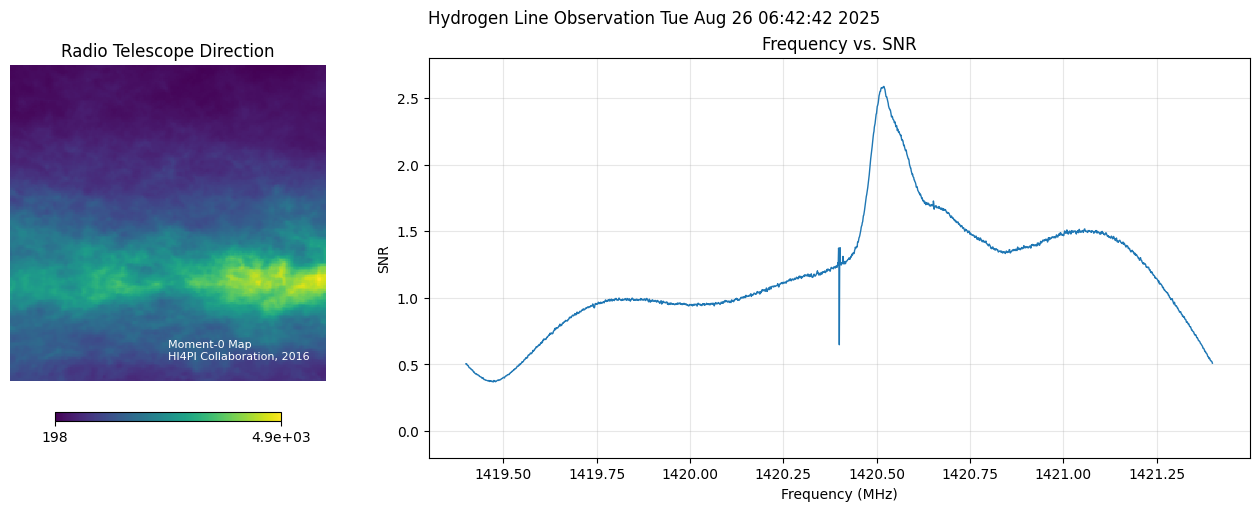 Hydrogen Line Observation Tue Aug 26 06:42:42 2025
Radio Telescope Direction
Moment-0 Map
HI4PI Collaboration, 2016
198
4.9e+03
Frequency vs. SNR
SNR
2.5
2.0
1.5
1.0
0.5
0.0
1419.50
1419.75
1420.00
1420.25
1420.50
1420.75
1421.00
1421.25
Frequency (MHz)